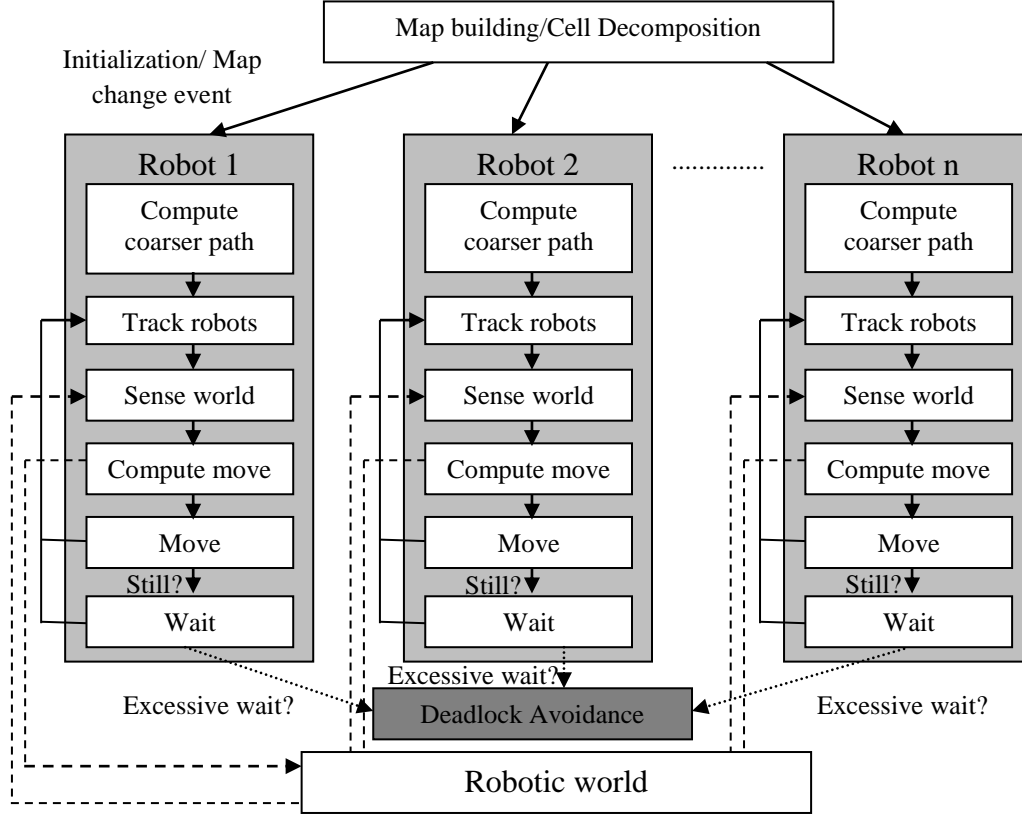 Map building/Cell Decomposition
Initialization/ Map
change event
Robot 1
Compute
coarser path
Track robots
Sense world
Compute move
Move
Still?
Wait
Robot 2
Compute
coarser path
Track robots
Sense world
Compute move
Move
Still?
Wait
Robot n
Compute
coarser path
Track robots
Sense world
Compute move
Move
Still?
Wait
Excessive wait?
Excessive wait?
Excessive wait?
Deadlock Avoidance
Robotic world